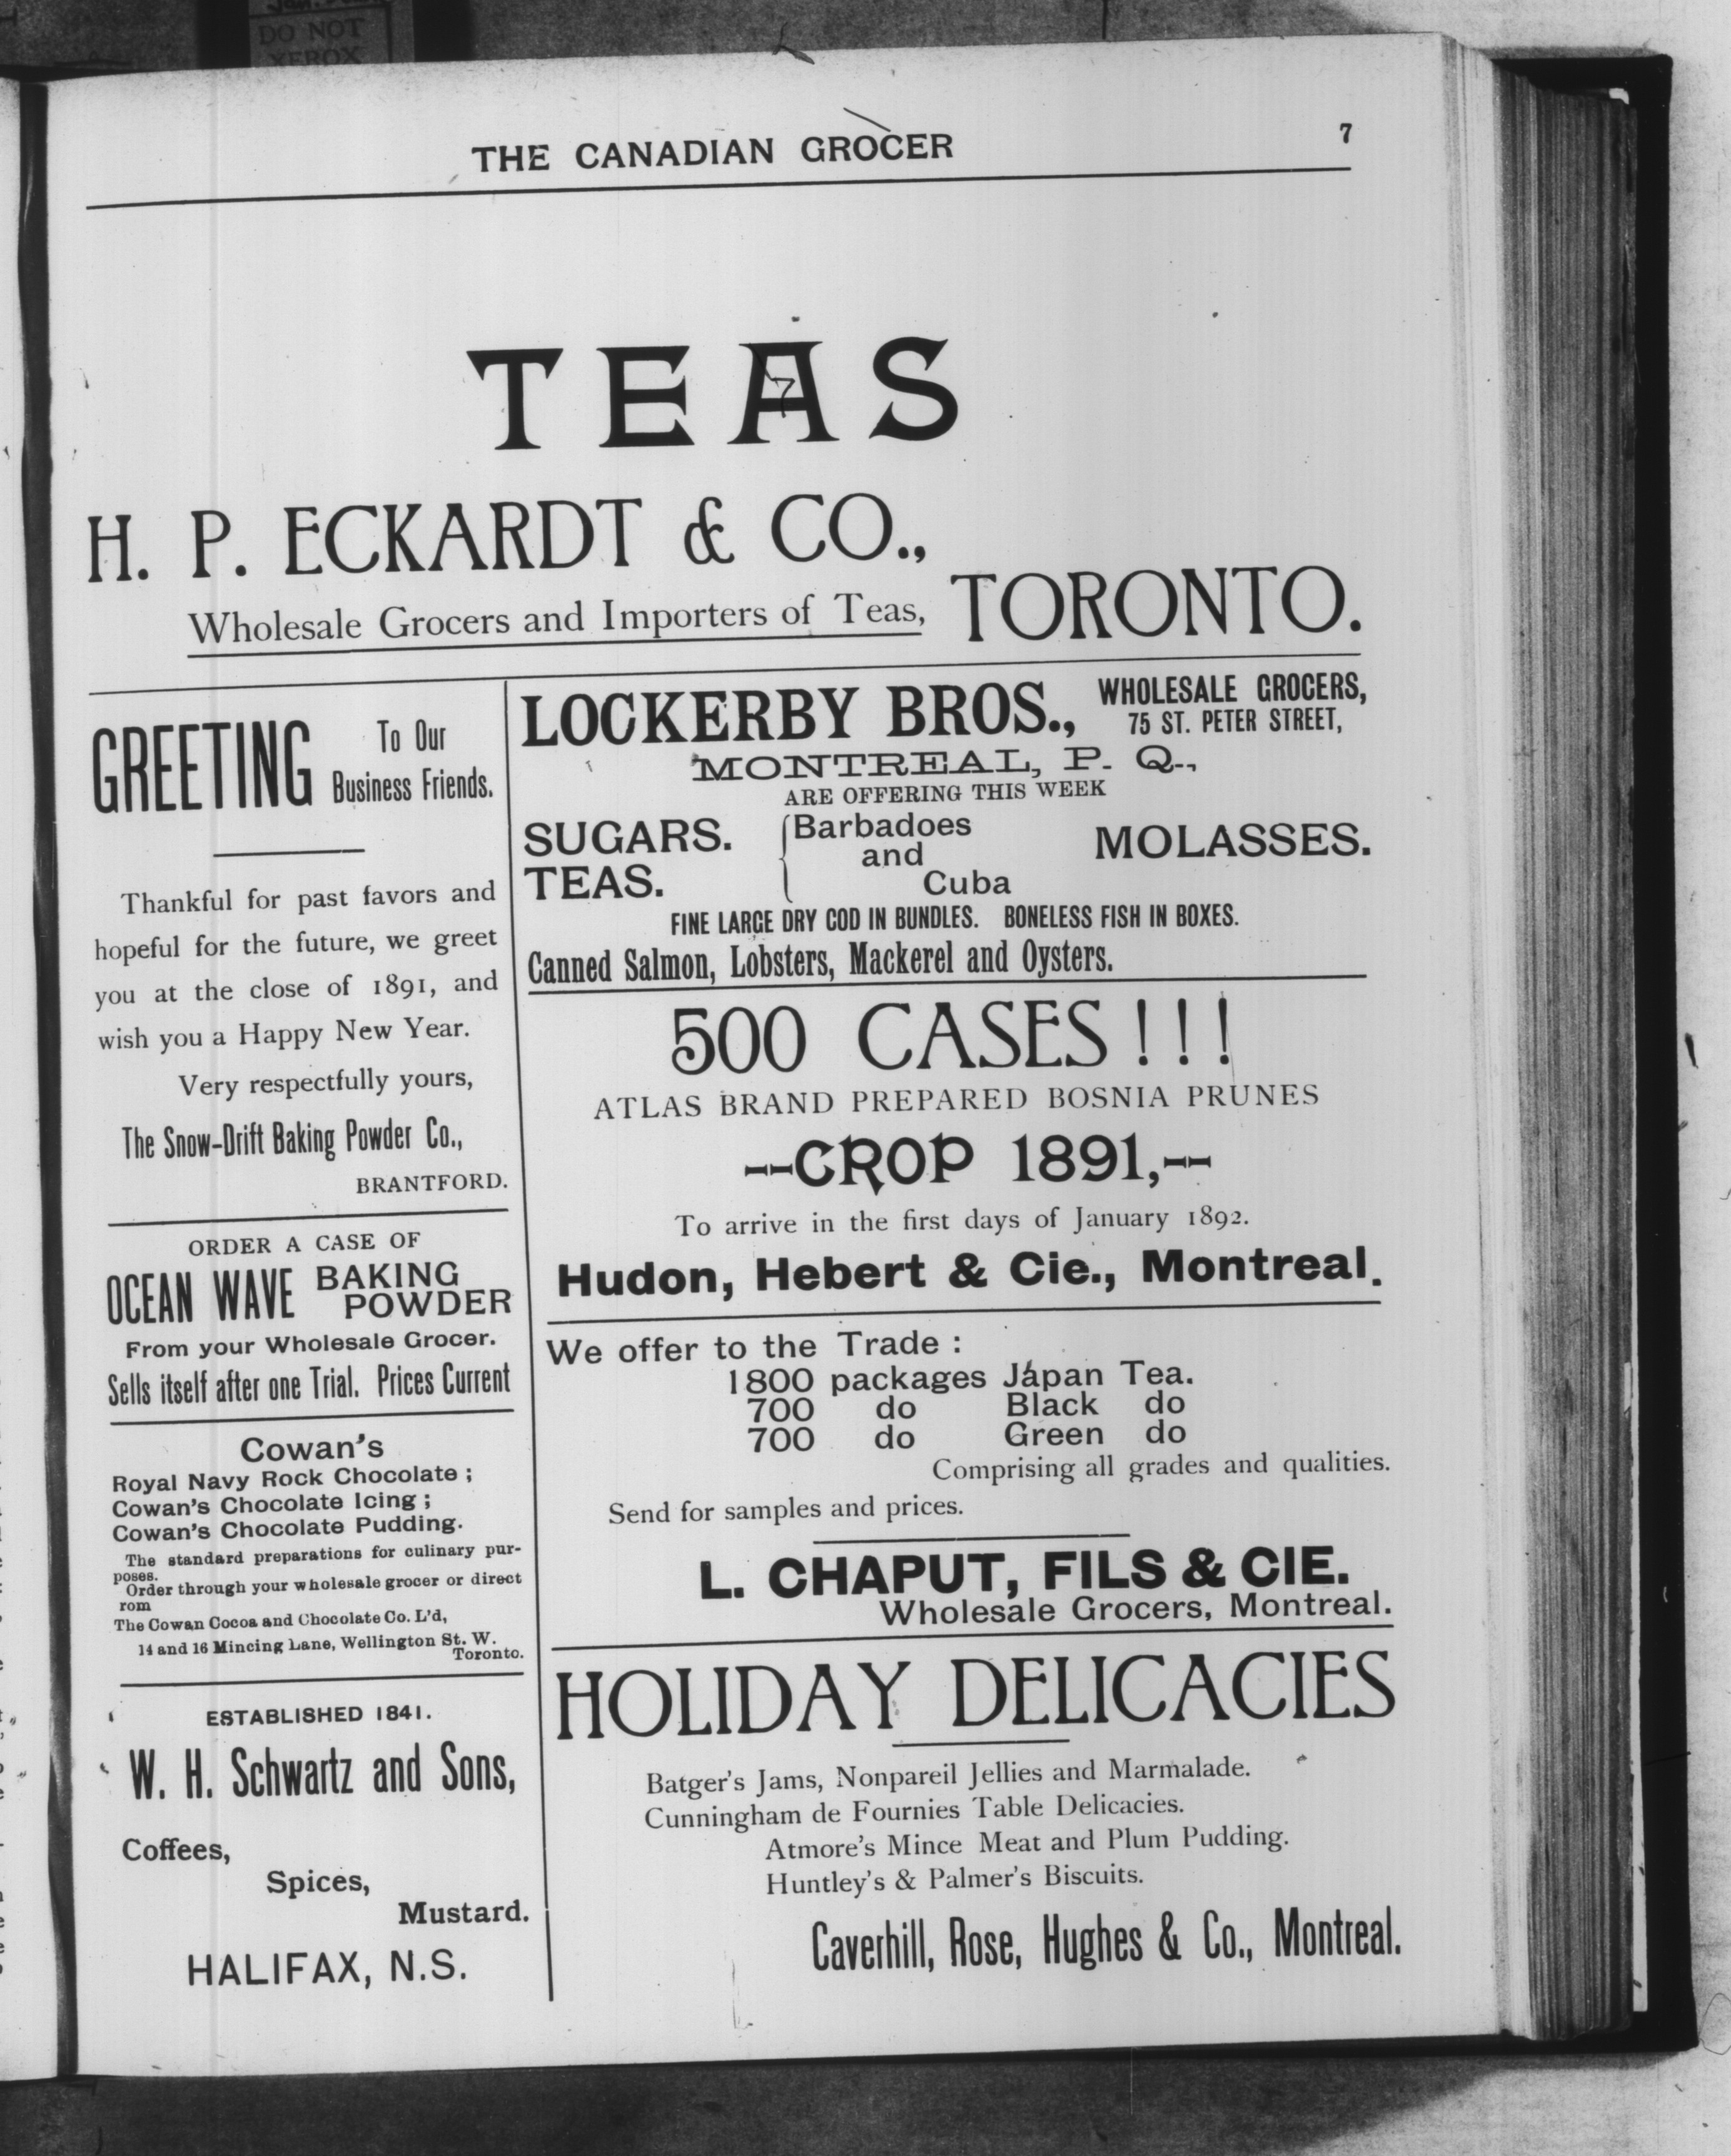 DO NOT
XEROX
THE CANADIAN GROCER
7
TEAS
H. P. ECKARDT & CO.,
Wholesale Grocers and Importers of Teas,
TORONTO.
GREETING
To Our
Business Friends.
Thankful for past favors and
hopeful for the future, we greet
you at the close of 1891, and
wish you a Happy New Year.
Very respectfully yours,
The Snow-Drift Baking Powder Co.,
BRANTFORD.
ORDER A CASE OF
OCEAN WAVE BAKING
POWDER
From your Wholesale Grocer.
Sells itself after one Trial. Prices Current
Cowan's
Royal Navy Rock Chocolate ;
Cowan's Chocolate Icing ;
Cowan's Chocolate Pudding.
The standard preparations for culinary pur-
poses.
Order through your wholesale grocer or direct
rom
The Cowan Cocoa and Chocolate Co. L'd,
14 and 16 Mincing Lane, Wellington St. W.
Toronto.
ESTABLISHED 1841.
W. H. Schwartz and Sons,
Coffees,
Spices,
Mustard.
HALIFAX, N.S.
LOCKERBY BROS., WHOLESALE GROCERS,
75 ST. PETER STREET,
MONTREAL, P. Q.,
ARE OFFERING THIS WEEK
SUGARS. Barbadoes
and MOLASSES.
TEAS. Cuba
FINE LARGE DRY COD IN BUNDLES. BONELESS FISH IN BOXES.
Canned Salmon, Lobsters, Mackerel and Oysters.
500 CASES ! ! !
ATLAS BRAND PREPARED BOSNIA PRUNES
--CROP 1891,--
To arrive in the first days of January 1892.
Hudon, Hebert & Cie., Montreal.
We offer to the Trade :
1800 packages Japan Tea.
700 do Black do
700 do Green do
Comprising all grades and qualities.
Send for samples and prices.
L. CHAPUT, FILS & CIE.
Wholesale Grocers, Montreal.
HOLIDAY DELICACIES
Batger's Jams, Nonpareil Jellies and Marmalade.
Cunningham de Fournies Table Delicacies.
Atmore's Mince Meat and Plum Pudding.
Huntley's & Palmer's Biscuits.
Caverhill, Rose, Hughes & Co., Montreal.